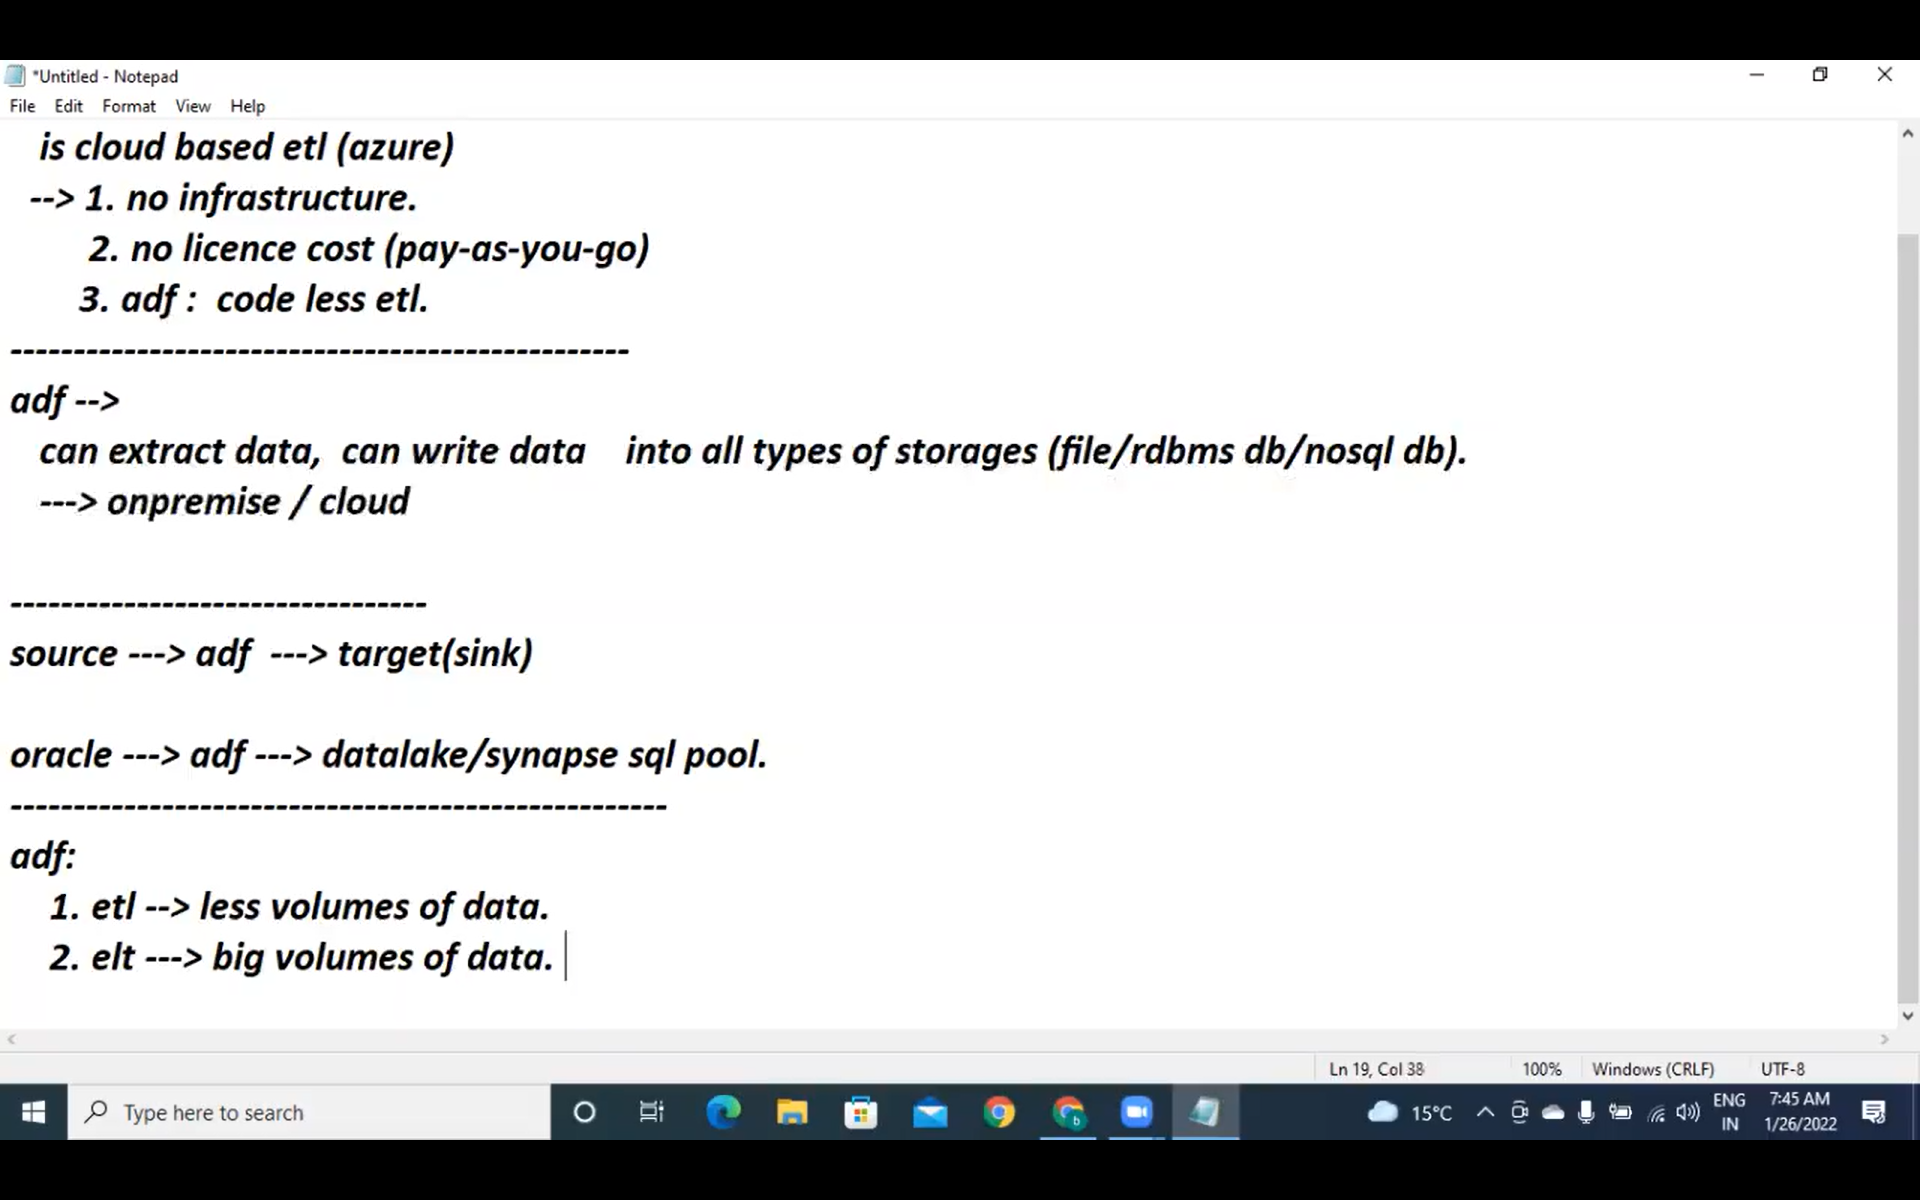 *Untitled - Notepad
File Edit Format View Help
is cloud based etl (azure)
--> 1. no infrastructure.
2. no licence cost (pay-as-you-go)
3. adf : code less etl.
-------------------------------------------------
adf -->
can extract data, can write data into all types of storages (file/rdbms db/nosql db).
---> onpremise / cloud
---------------------------------
source ---> adf ---> target(sink)
oracle ---> adf ---> datalake/synapse sql pool.
----------------------------------------------------
adf:
1. etl --> less volumes of data.
2. elt ---> big volumes of data.
Ln 19, Col 38 100% Windows (CRLF) UTF-8
Type here to search 15°C ENG 7:45 AM
IN 1/26/2022